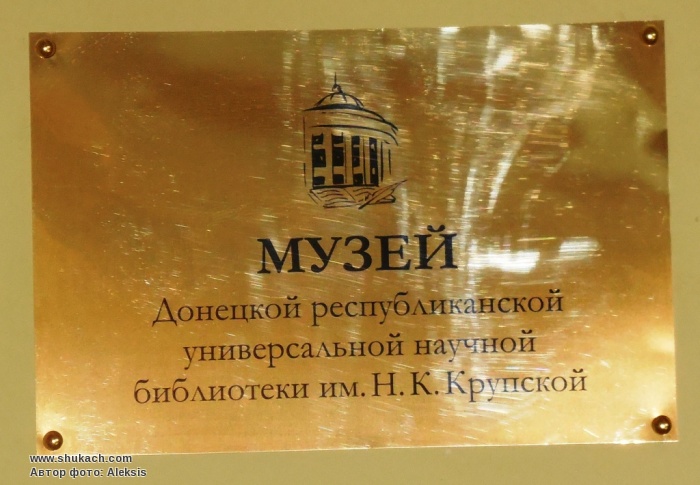 МУЗЕЙ
Донецкой республиканской
универсальной научной
библиотеки им. Н. К. Крупской
www.shukach.com
Автор фото: Aleksis